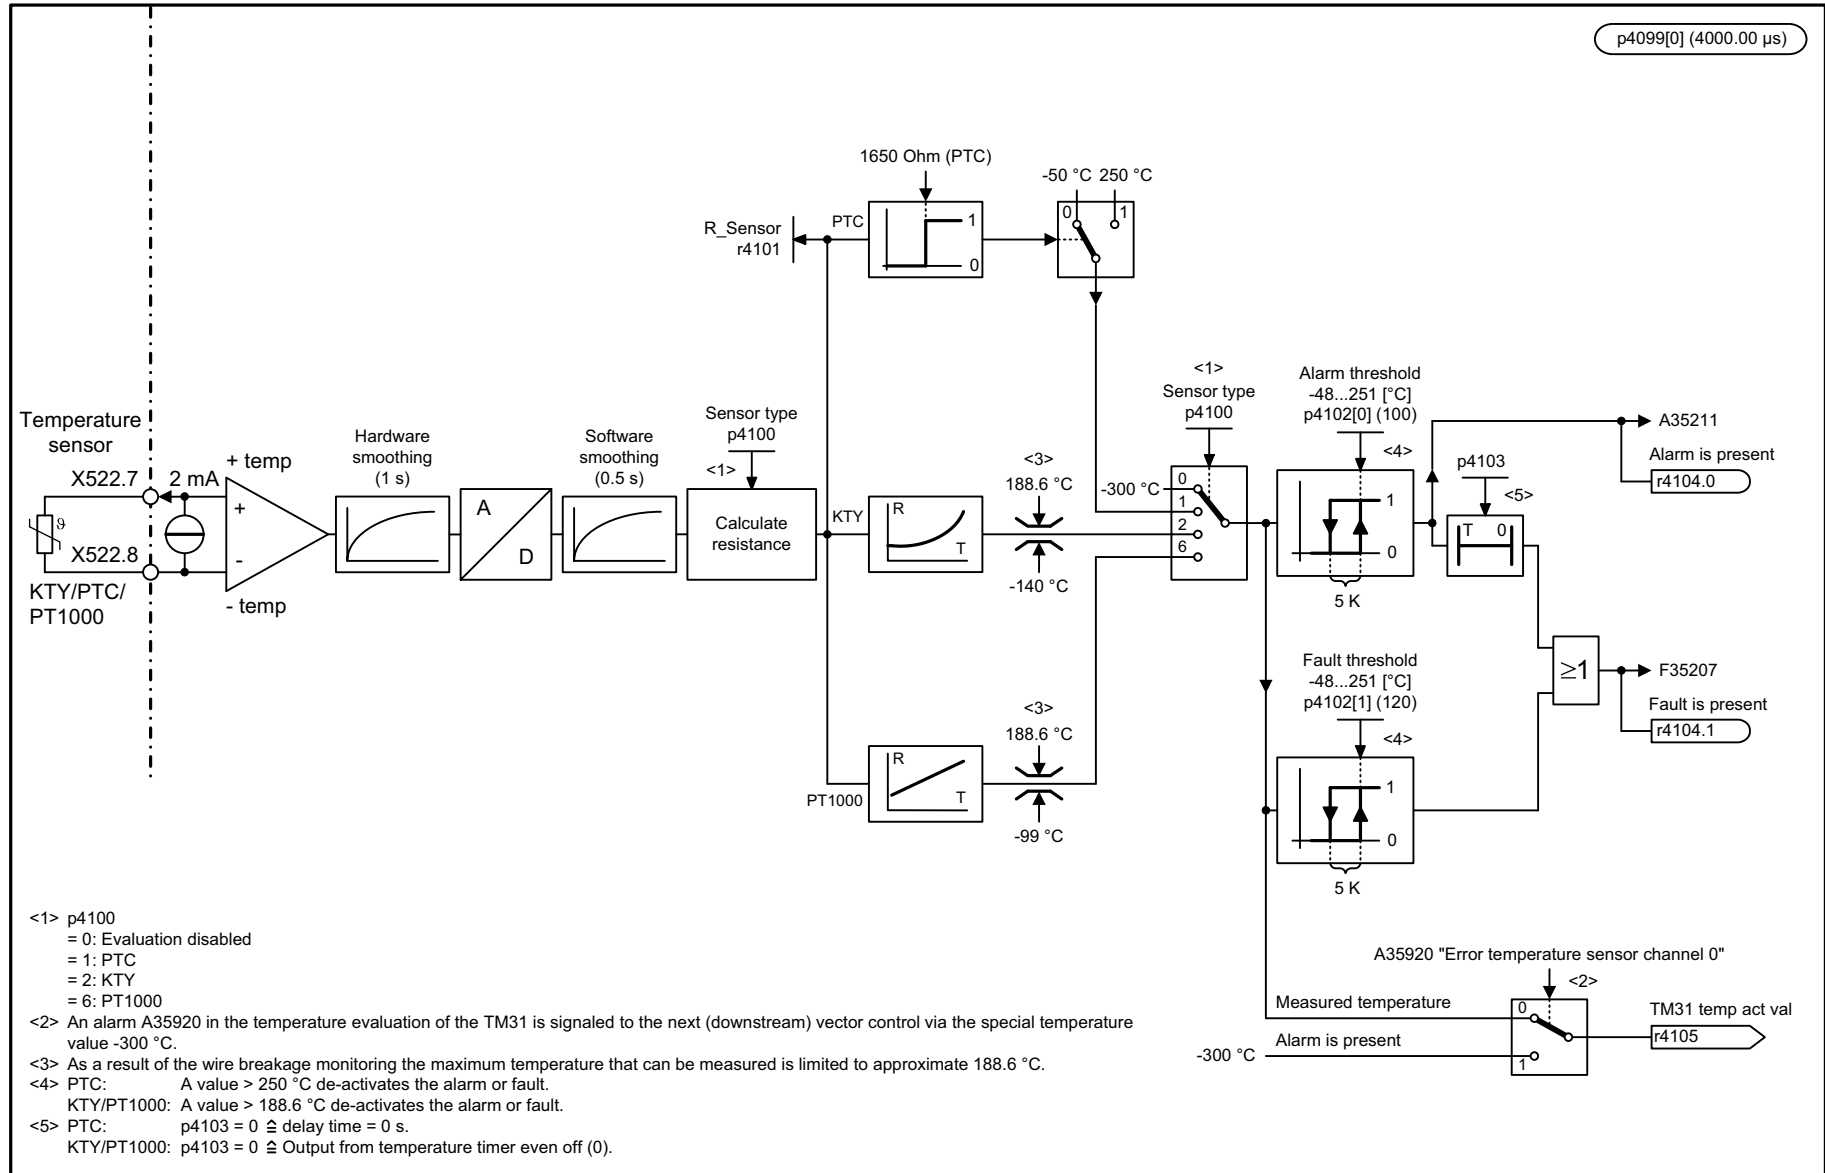 p4099[0] (4000.00 µs)
1650 Ohm (PTC)
-50 °C 250 °C
0
1
R_Sensor
r4101
PTC
1
0
<1>
Sensor type
p4100
Alarm threshold
-48...251 [°C]
p4102[0] (100)
<4>
A35211
Alarm is present
r4104.0
Temperature
sensor
X522.7
X522.8
KTY/PTC/
PT1000
ϑ
2 mA
+ temp
+
-
- temp
Hardware
smoothing
(1 s)
A
D
Software
smoothing
(0.5 s)
Sensor type
p4100
<1>
Calculate
resistance
KTY
R
T
<3>
188.6 °C
-140 °C
-300 °C
0
1
2
6
1
0
5 K
p4103
<5>
T 0
≥1
F35207
Fault is present
r4104.1
Fault threshold
-48...251 [°C]
p4102[1] (120)
<4>
1
0
5 K
PT1000
R
T
<3>
188.6 °C
-99 °C
A35920 "Error temperature sensor channel 0"
<2>
Measured temperature
0
Alarm is present
-300 °C
1
TM31 temp act val
r4105
<1> p4100
= 0: Evaluation disabled
= 1: PTC
= 2: KTY
= 6: PT1000
<2> An alarm A35920 in the temperature evaluation of the TM31 is signaled to the next (downstream) vector control via the special temperature
value -300 °C.
<3> As a result of the wire breakage monitoring the maximum temperature that can be measured is limited to approximate 188.6 °C.
<4> PTC: A value > 250 °C de-activates the alarm or fault.
KTY/PT1000: A value > 188.6 °C de-activates the alarm or fault.
<5> PTC: p4103 = 0 ≙ delay time = 0 s.
KTY/PT1000: p4103 = 0 ≙ Output from temperature timer even off (0).